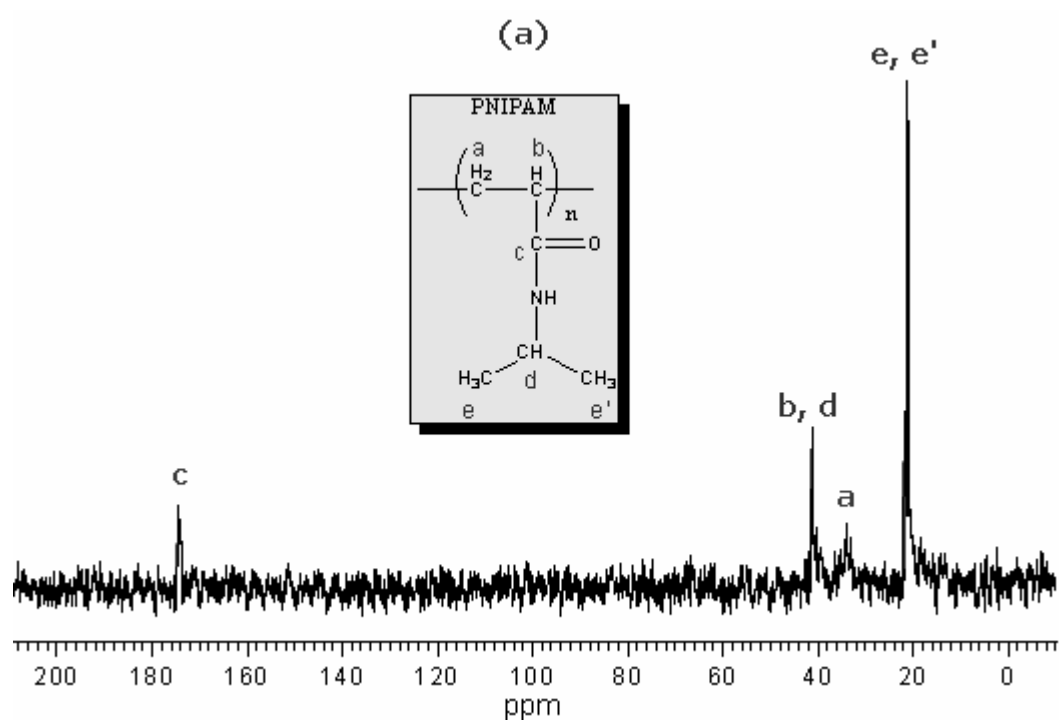 (a)
e, e'
PNIPAM
a b
H₂ H
C C
n
C C O
NH
CH
H₃C d CH₃
e e'
b, d
a
c
200 180 160 140 120 100 80 60 40 20 0
ppm